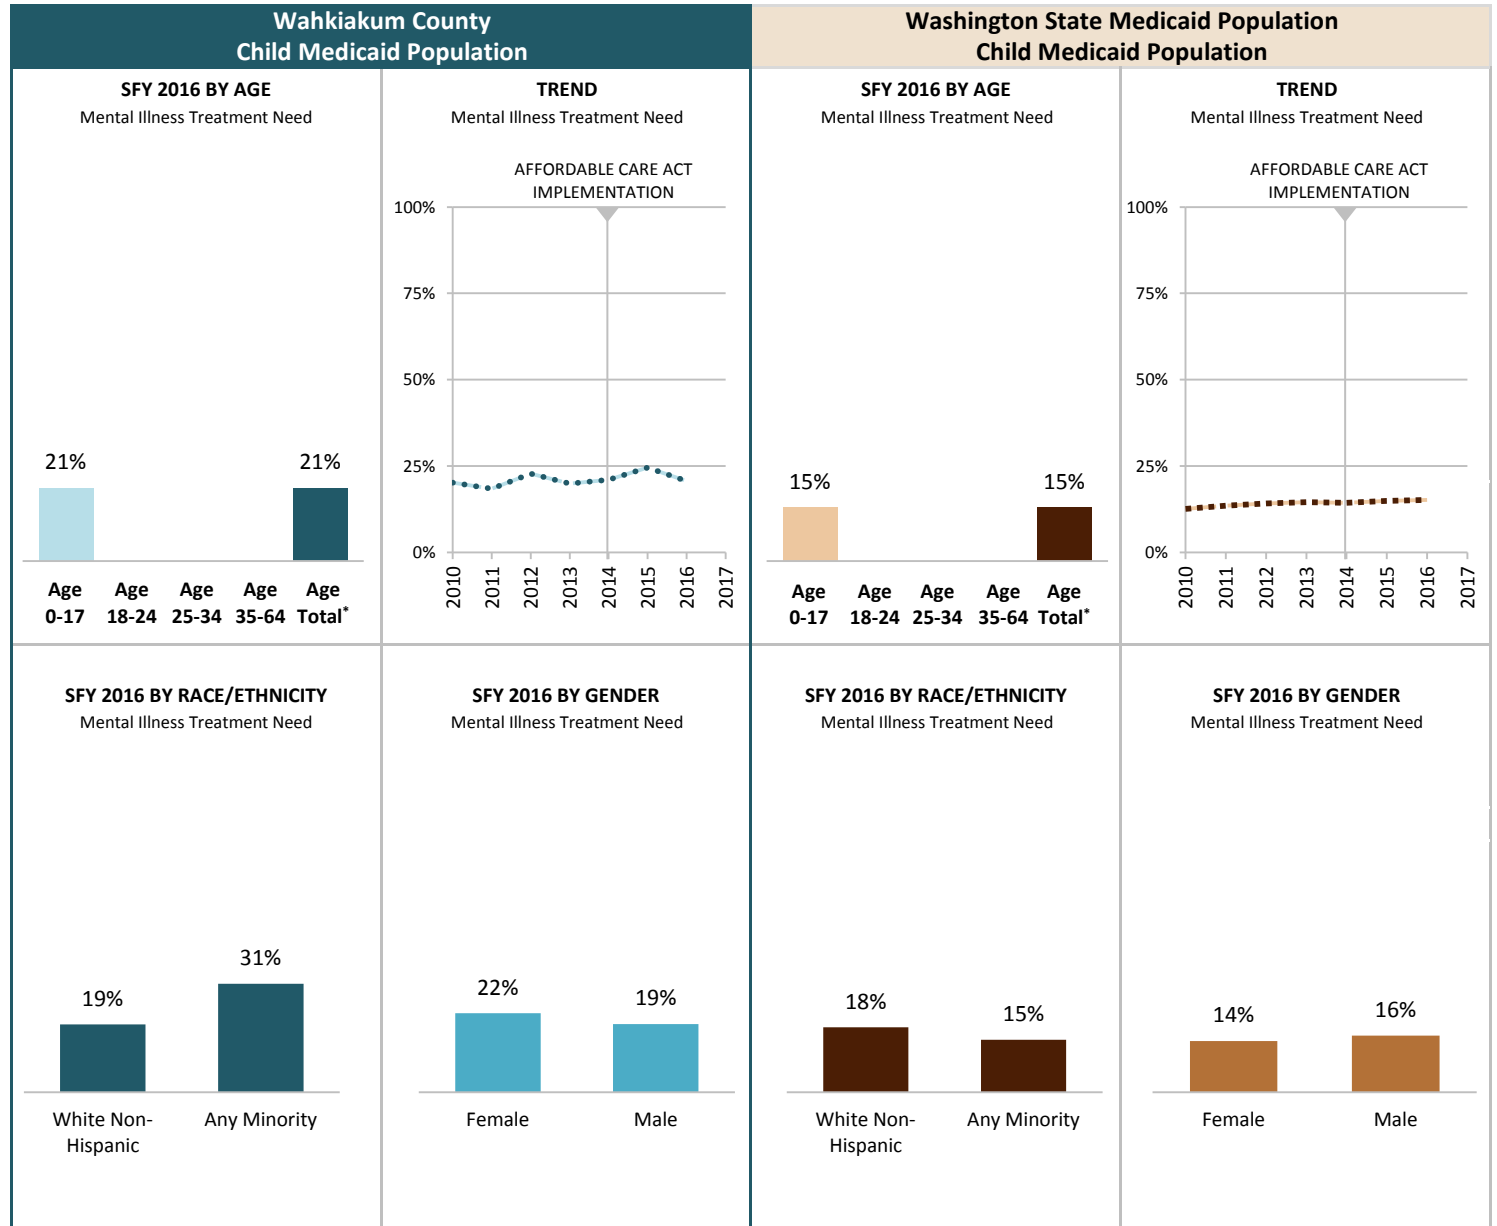 Wahkiakum County
Child Medicaid Population
Washington State Medicaid Population
Child Medicaid Population
SFY 2016 BY AGE
Mental Illness Treatment Need
21%
21%
Age
0-17
Age
18-24
Age
25-34
Age
35-64
Age
Total*
TREND
Mental Illness Treatment Need
AFFORDABLE CARE ACT
IMPLEMENTATION
100%
75%
50%
25%
0%
2010
2011
2012
2013
2014
2015
2016
2017
SFY 2016 BY AGE
Mental Illness Treatment Need
15%
15%
Age
0-17
Age
18-24
Age
25-34
Age
35-64
Age
Total*
TREND
Mental Illness Treatment Need
AFFORDABLE CARE ACT
IMPLEMENTATION
100%
75%
50%
25%
0%
2010
2011
2012
2013
2014
2015
2016
2017
SFY 2016 BY RACE/ETHNICITY
Mental Illness Treatment Need
19%
31%
White Non-
Hispanic
Any Minority
SFY 2016 BY GENDER
Mental Illness Treatment Need
22%
19%
Female
Male
SFY 2016 BY RACE/ETHNICITY
Mental Illness Treatment Need
18%
15%
White Non-
Hispanic
Any Minority
SFY 2016 BY GENDER
Mental Illness Treatment Need
14%
16%
Female
Male